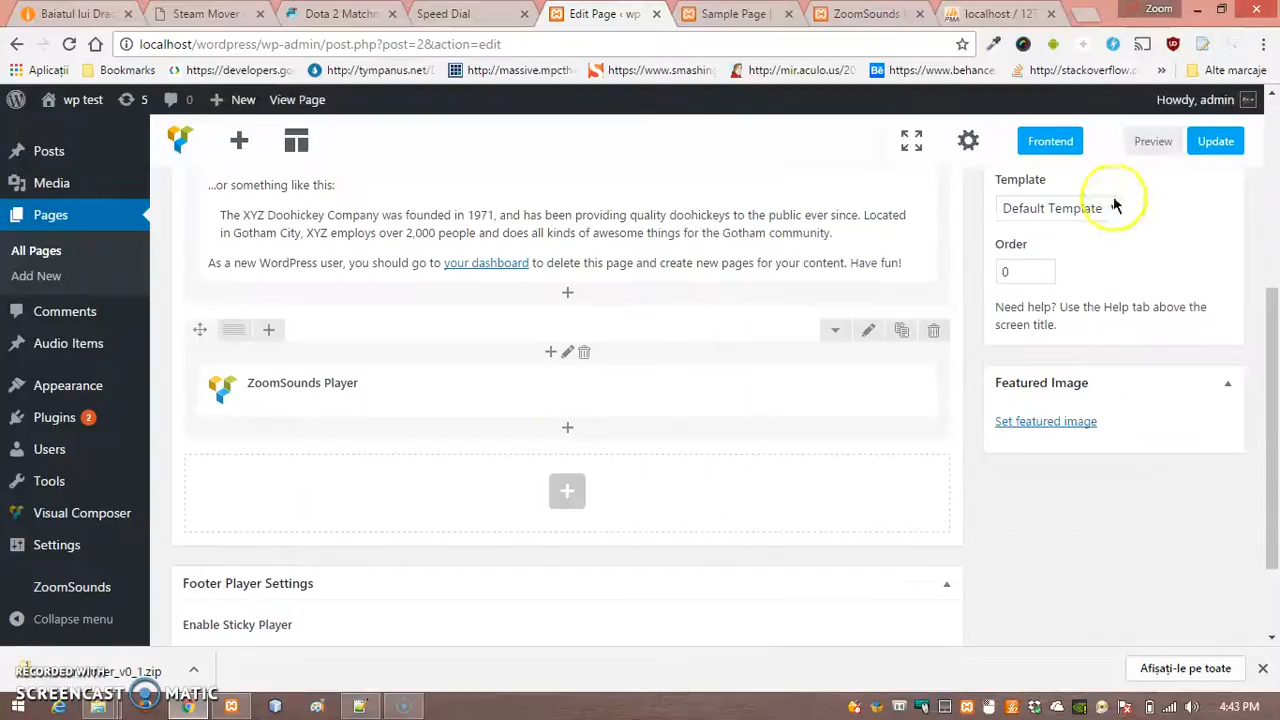 Baiatul lui Drag
Steam Mover -
Dota 2 Matchm
Speed Dial
Edit Page ‹ wp
Sample Page |
ZoomSounds
localhost / 127
Zoom
localhost/wordpress/wp-admin/post.php?post=2&action=edit
Aplicații
Bookmarks
https://developers.go
http://tympanus.net/
http://massive.mpcthe
https://www.smashing
http://mir.aculo.us/20
https://www.behance
http://stackoverflow.c
»
Alte marcaje
wp test
5
0
New
View Page
Howdy, admin
Posts
Media
Pages
All Pages
Add New
Comments
Audio Items
Appearance
Plugins 2
Users
Tools
Visual Composer
Settings
ZoomSounds
Collapse menu
Frontend
Preview
Update
...or something like this:
The XYZ Doohickey Company was founded in 1971, and has been providing quality doohickeys to the public ever since. Located
in Gotham City, XYZ employs over 2,000 people and does all kinds of awesome things for the Gotham community.
As a new WordPress user, you should go to your dashboard to delete this page and create new pages for your content. Have fun!
ZoomSounds Player
Footer Player Settings
Enable Sticky Player
Template
Default Template
Order
0
Need help? Use the Help tab above the
screen title.
Featured Image
Set featured image
er_v0_1.zip
RECORDED WITH
SCREENCAST MATIC
Afișați-le pe toate
4:43 PM